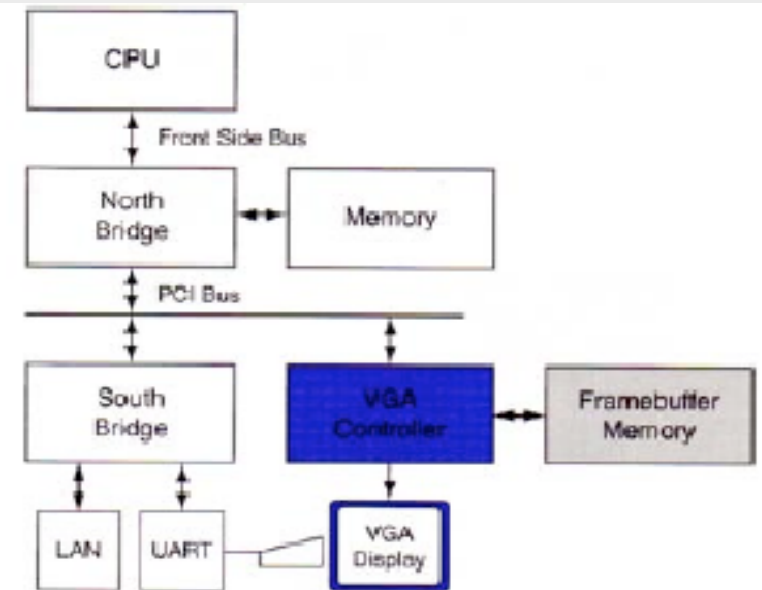 CPU
Front Side Bus
North
Bridge
Memory
PCI Bus
South
Bridge
VGA
Controller
Framebuffer
Memory
LAN
UART
VGA
Display